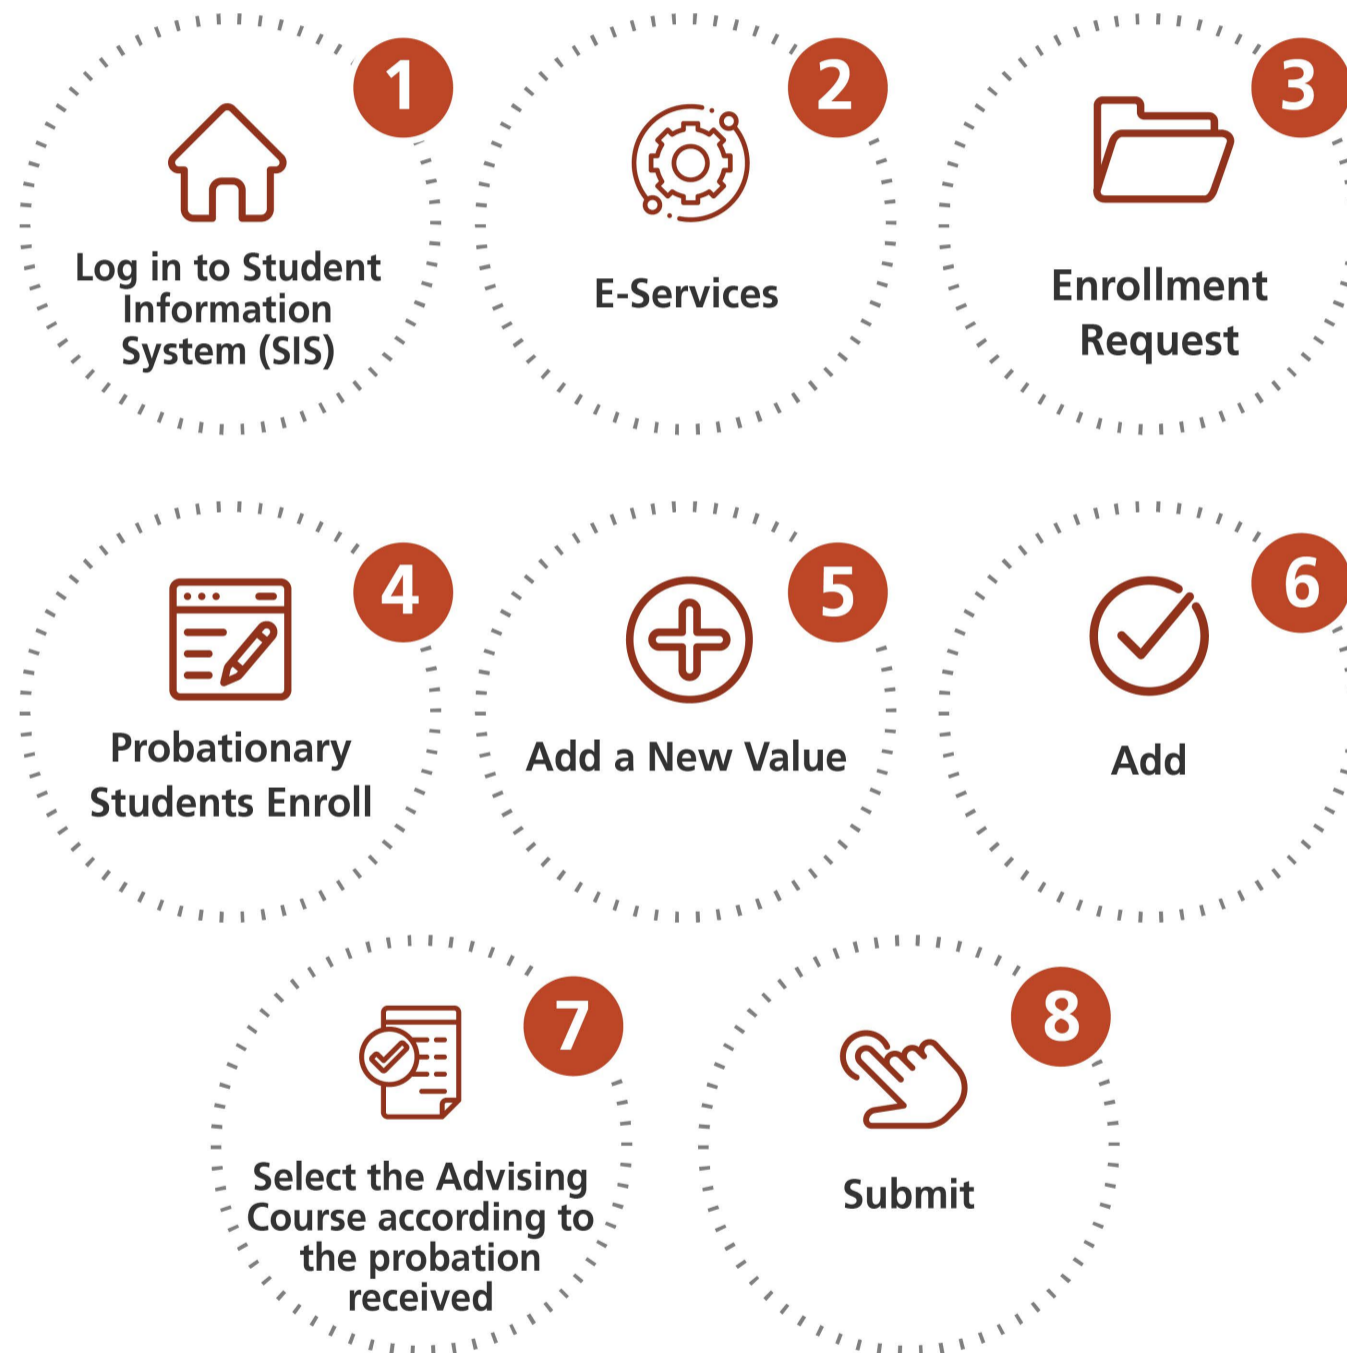 1
Log in to Student
Information
System (SIS)
2
E-Services
3
Enrollment
Request
4
Probationary
Students Enroll
5
Add a New Value
6
Add
7
Select the Advising
Course according to
the probation
received
8
Submit